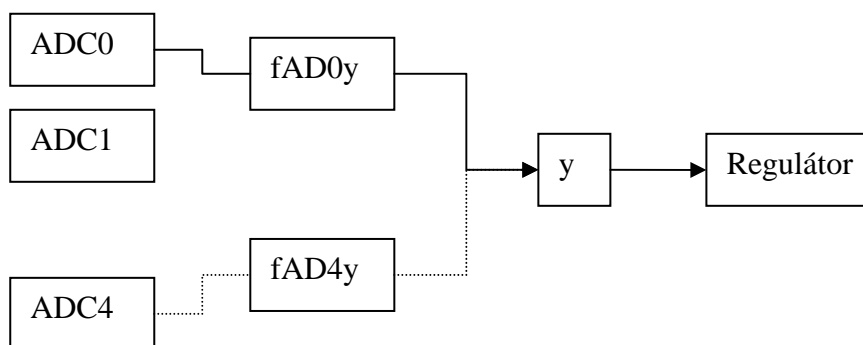 ADC0
fAD0y
ADC1
y
Regulátor
fAD4y
ADC4